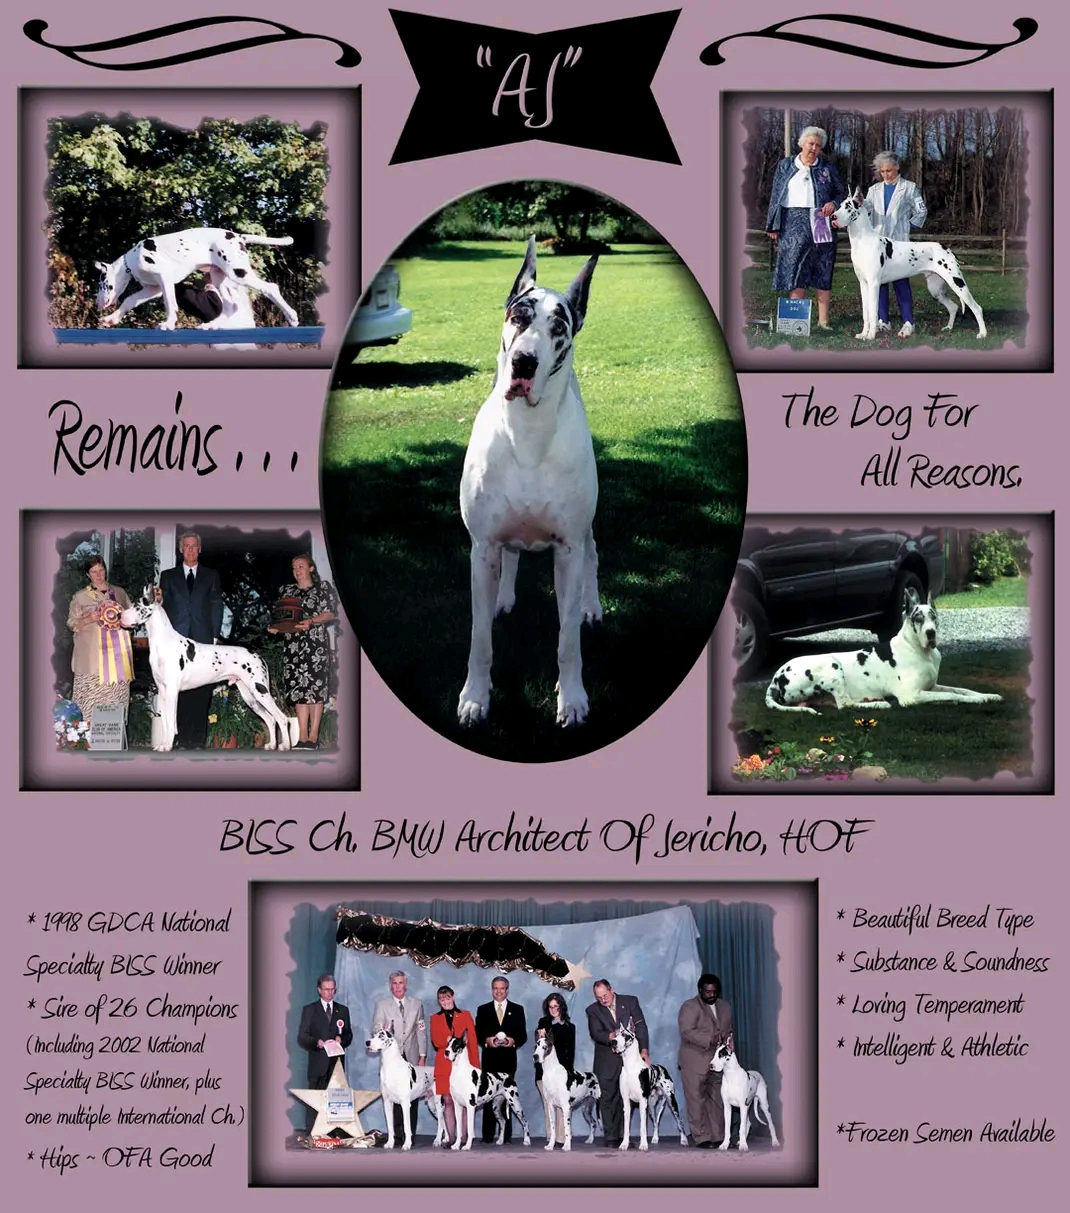 "AJ"
Remains . . .
The Dog For
All Reasons.
BISS Ch. BMW Architect Of Jericho, HOF
* 1998 GDCA National
Specialty BISS Winner
* Sire of 26 Champions
(Including 2002 National
Specialty BISS Winner, plus
one multiple International Ch.)
* Hips ~ OFA Good
* Beautiful Breed Type
* Substance & Soundness
* Loving Temperament
* Intelligent & Athletic
*Frozen Semen Available